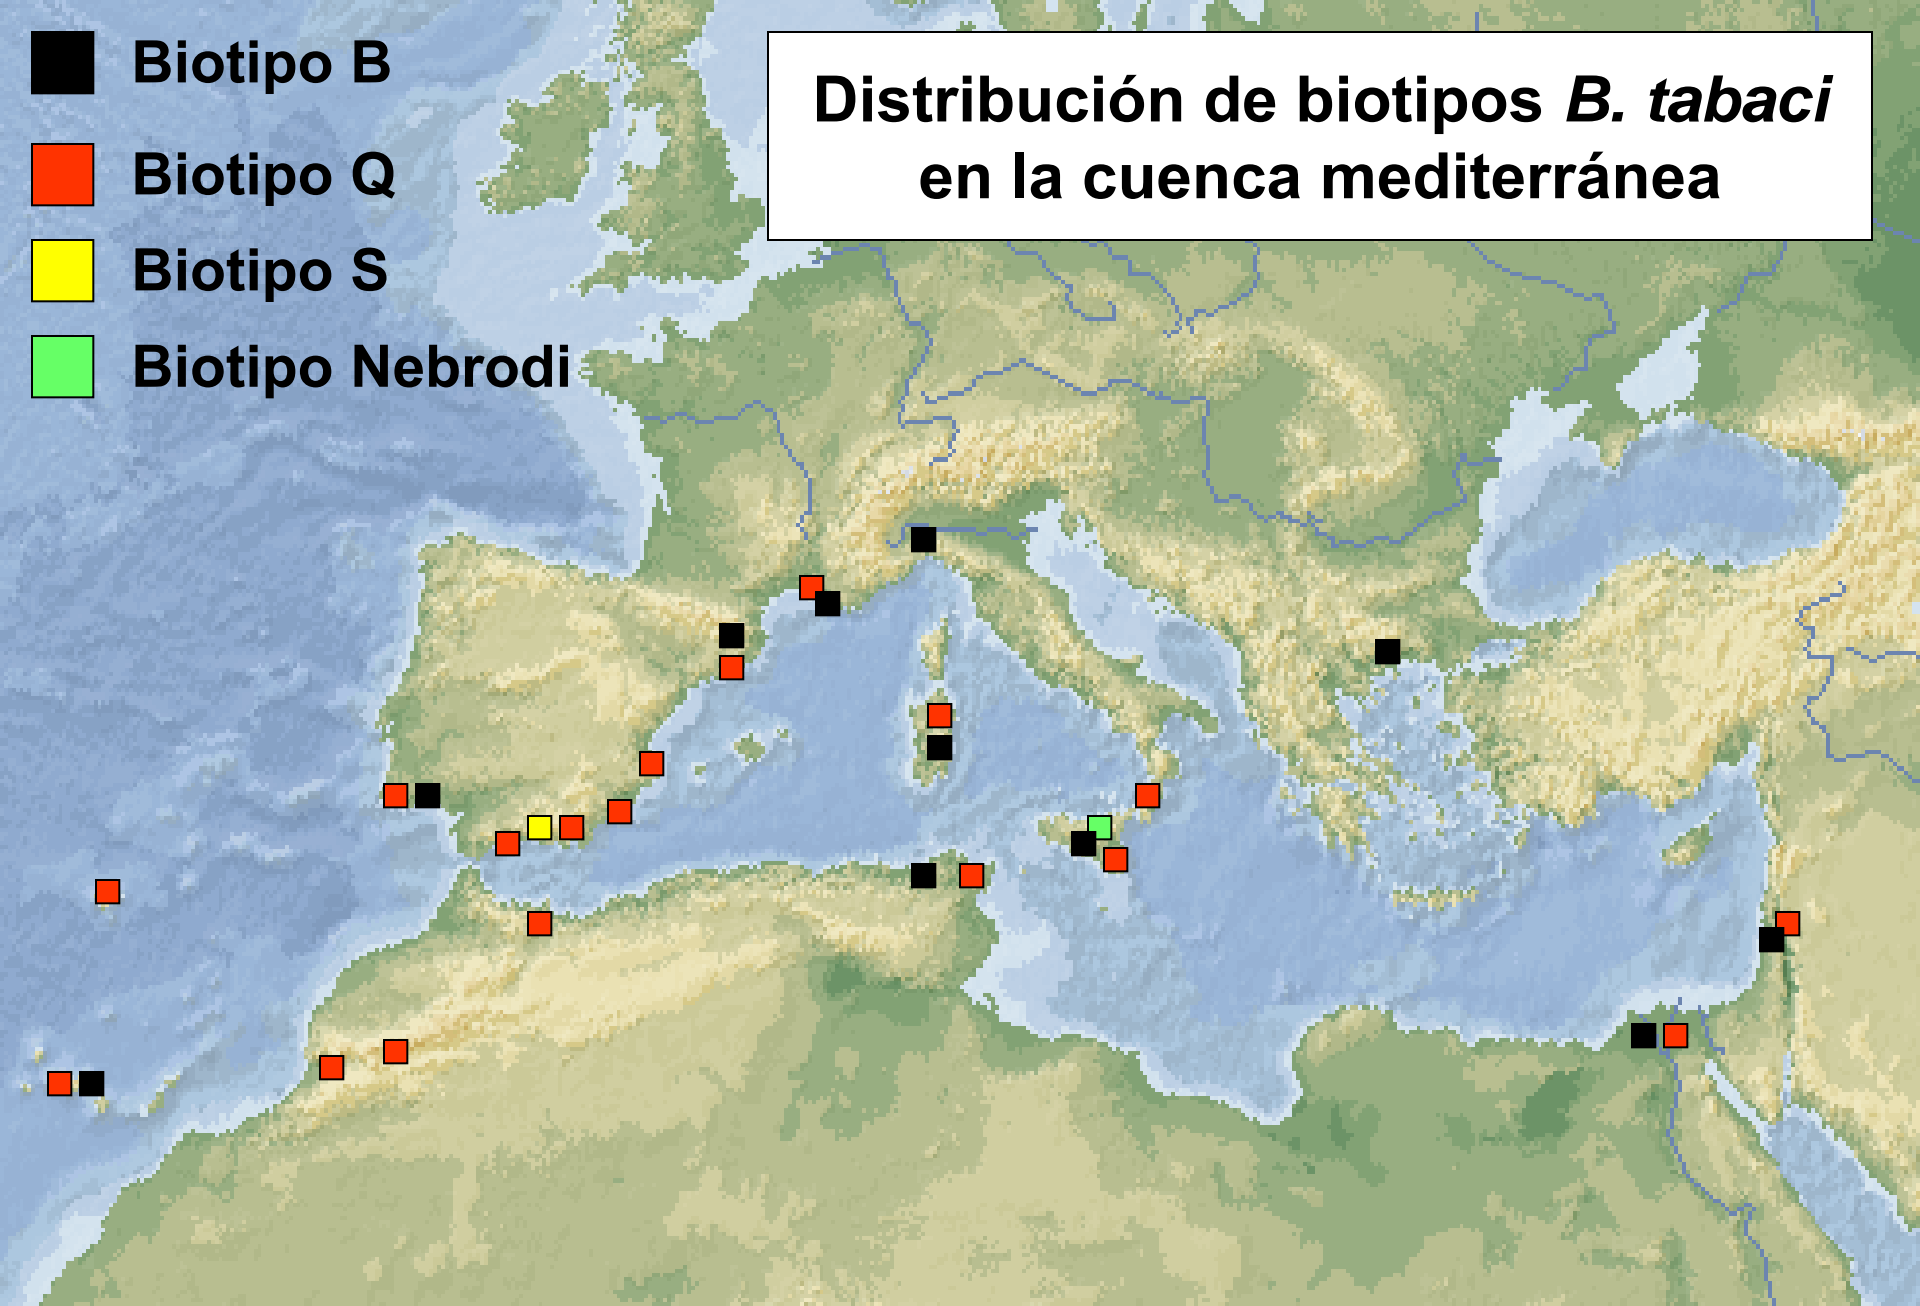 Biotipo B
Biotipo Q
Biotipo S
Biotipo Nebrodi
Distribución de biotipos B. tabaci
en la cuenca mediterránea